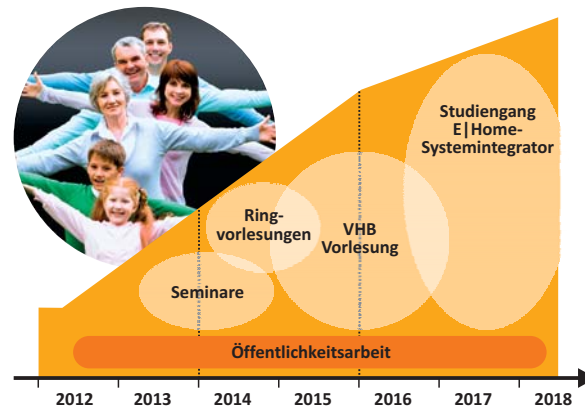 Studiengang
E|Home-
Systemintegrator
Ring-
vorlesungen
VHB
Vorlesung
Seminare
Öffentlichkeitsarbeit
2012 2013 2014 2015 2016 2017 2018